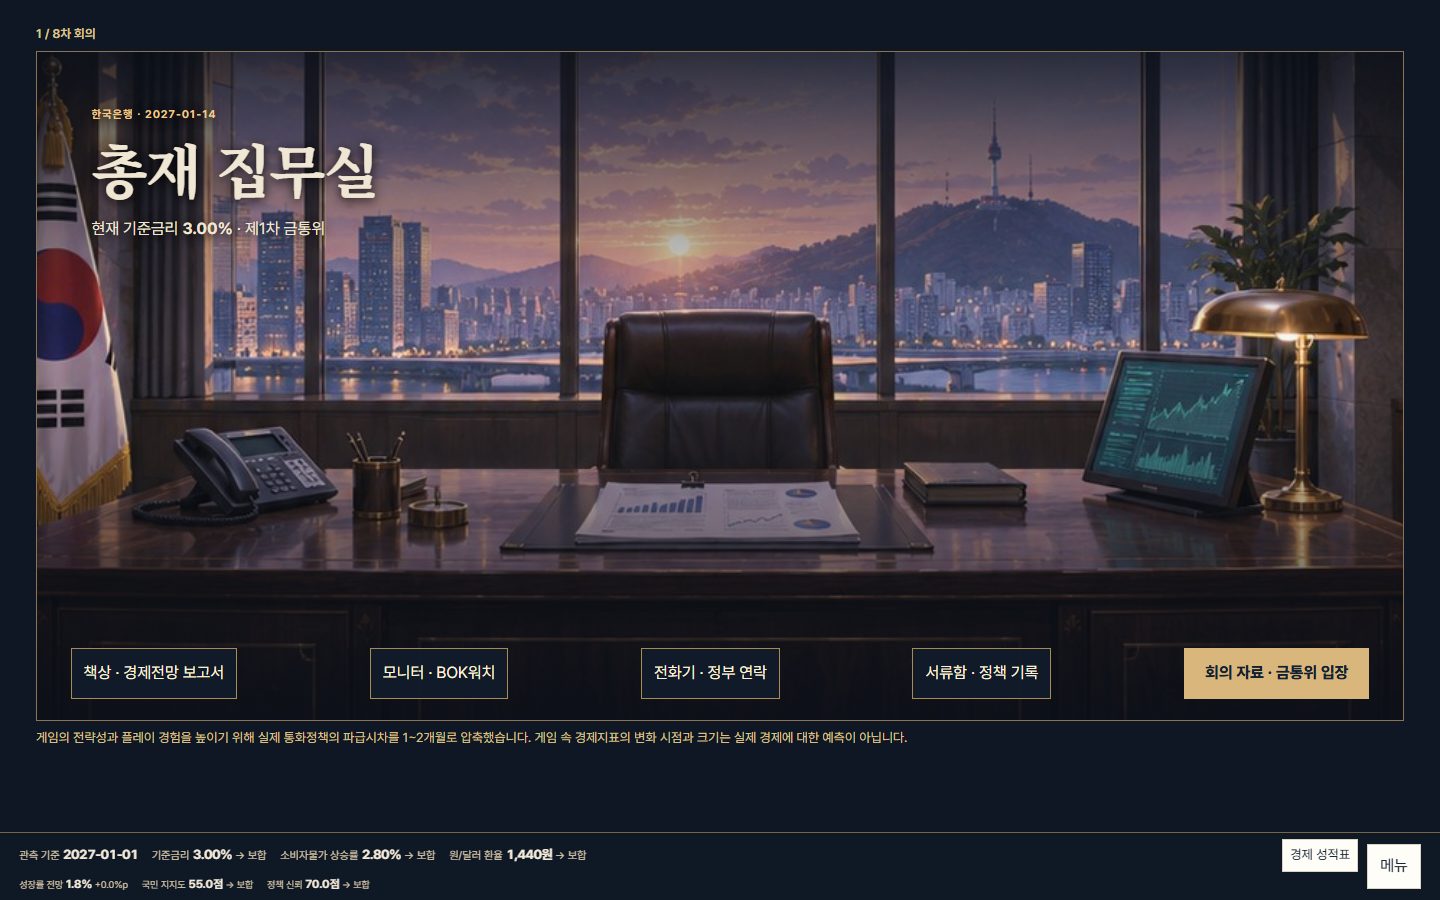 1 / 8차 회의
한국은행 · 2027-01-14
총재 집무실
현재 기준금리 3.00% · 제1차 금통위
책상 · 경제전망 보고서
모니터 · BOK워치
전화기 · 정부 연락
서류함 · 정책 기록
회의 자료 · 금통위 입장
게임의 전략성과 플레이 경험을 높이기 위해 실제 통화정책의 파급시차를 1~2개월로 압축했습니다. 게임 속 경제지표의 변화 시점과 크기는 실제 경제에 대한 예측이 아닙니다.
관측 기준 2027-01-01 기준금리 3.00% → 보합 소비자물가 상승률 2.80% → 보합 원/달러 환율 1,440원 → 보합
성장률 전망 1.8% +0.0%p 국민 지지도 55.0점 → 보합 정책 신뢰 70.0점 → 보합
경제 성적표
메뉴